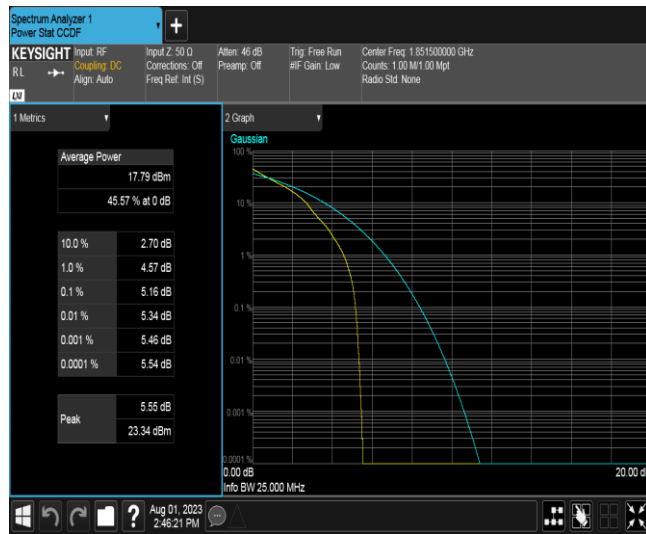 Spectrum Analyzer 1
Power Stat CCDF
KEYSIGHT
RL
LXI
Input: RF
Coupling: DC
Align: Auto
Input Z: 50 Ω
Corrections: Off
Freq Ref: Int (S)
Atten: 46 dB
Preamp: Off
Trig: Free Run
#IF Gain: Low
Center Freq: 1.851500000 GHz
Counts: 1.00 M/1.00 Mpt
Radio Std: None
1 Metrics
Average Power
17.79 dBm
45.57 % at 0 dB
10.0 % 2.70 dB
1.0 % 4.57 dB
0.1 % 5.16 dB
0.01 % 5.34 dB
0.001 % 5.46 dB
0.0001 % 5.54 dB
Peak
5.55 dB
23.34 dBm
2 Graph
Gaussian
100 %
10 %
1 %
0.1 %
0.01 %
0.001 %
0.0001 %
0.00 dB
20.00 d
Info BW 25.000 MHz
?
Aug 01, 2023
2:46:21 PM